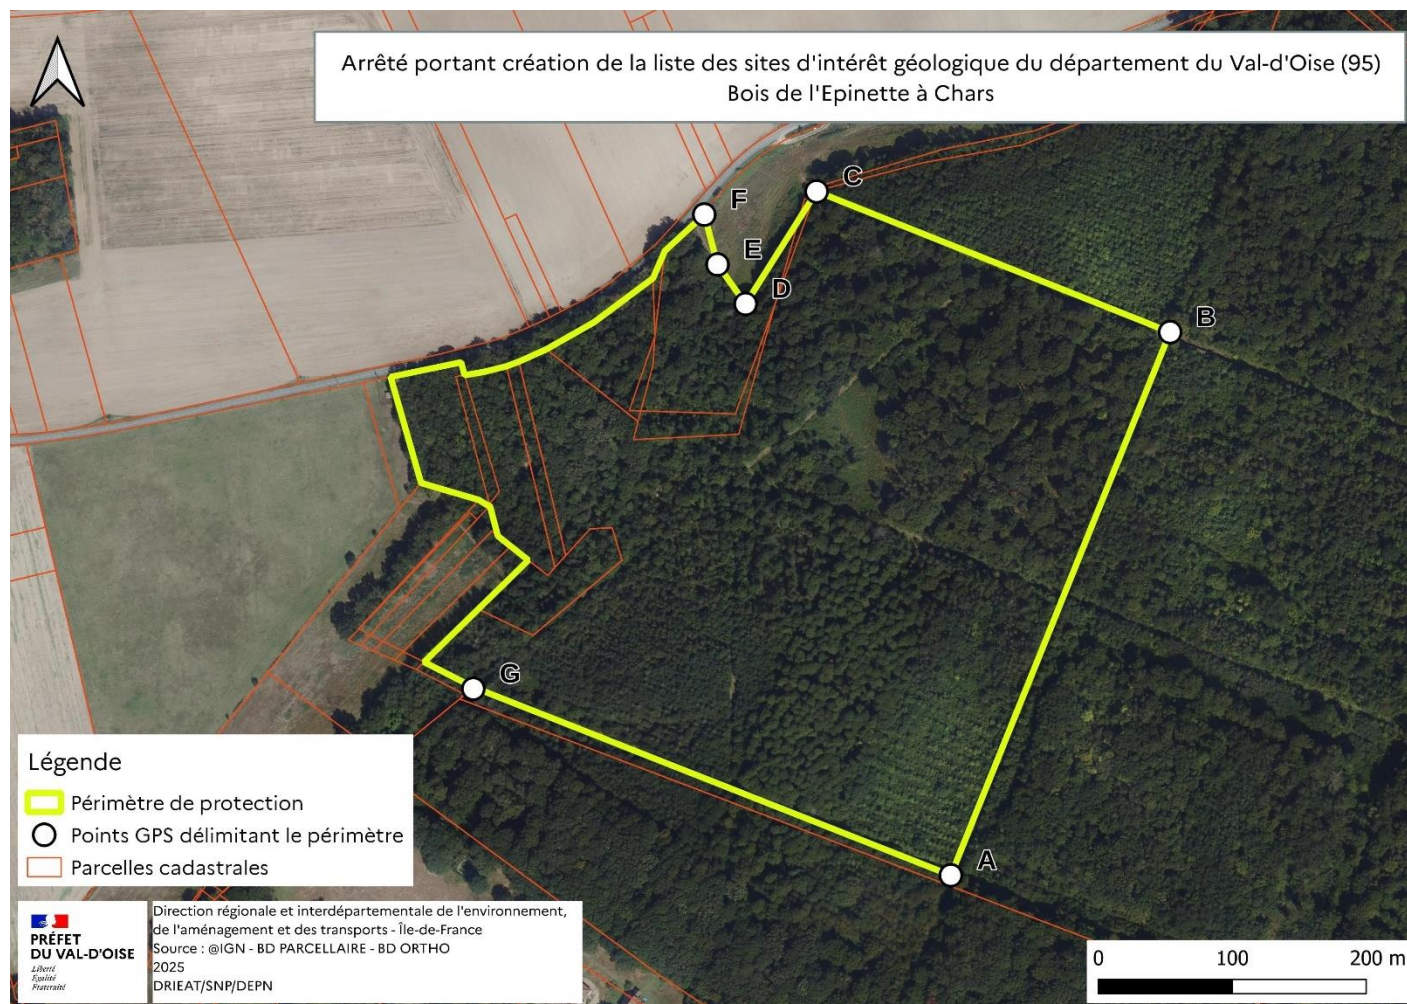 Arrêté portant création de la liste des sites d'intérêt géologique du département du Val-d'Oise (95)
Bois de l'Epinette à Chars
C
F
E
D
B
G
A
Légende
Périmètre de protection
Points GPS délimitant le périmètre
Parcelles cadastrales
PRÉFET
DU VAL-D'OISE
Liberté
Égalité
Fraternité
Direction régionale et interdépartementale de l'environnement,
de l'aménagement et des transports - Île-de-France
Source : @IGN - BD PARCELLAIRE - BD ORTHO
2025
DRIEAT/SNP/DEPN
0 100 200 m